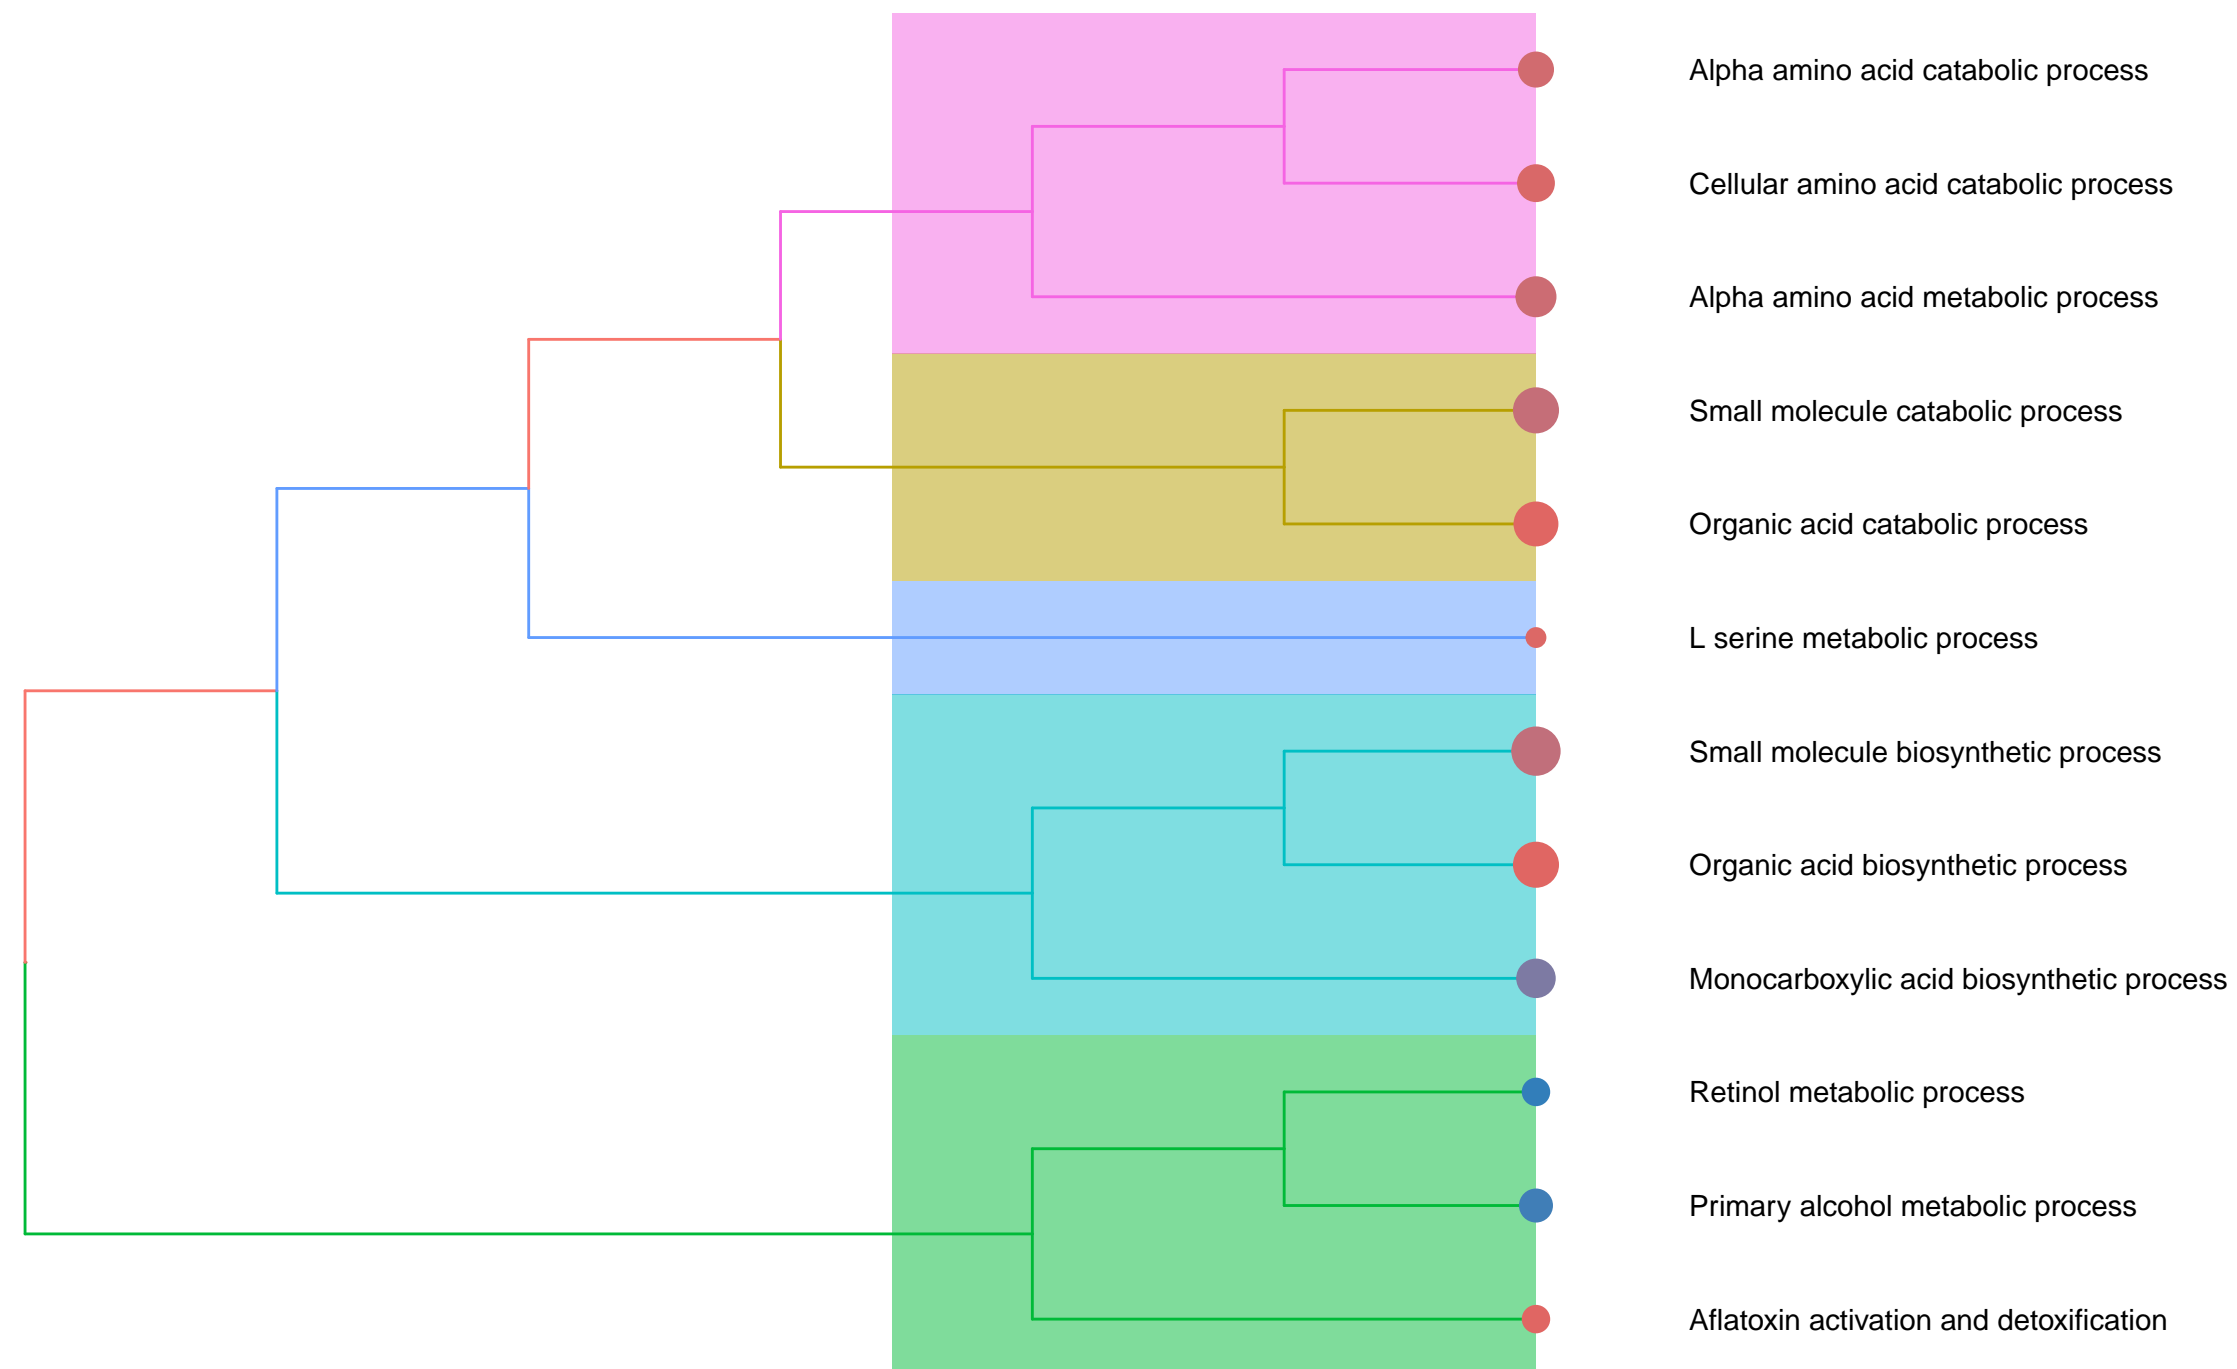 Alpha amino acid catabolic process
Cellular amino acid catabolic process
Alpha amino acid metabolic process
Small molecule catabolic process
Organic acid catabolic process
L serine metabolic process
Small molecule biosynthetic process
Organic acid biosynthetic process
Monocarboxylic acid biosynthetic process
Retinol metabolic process
Primary alcohol metabolic process
Aflatoxin activation and detoxification